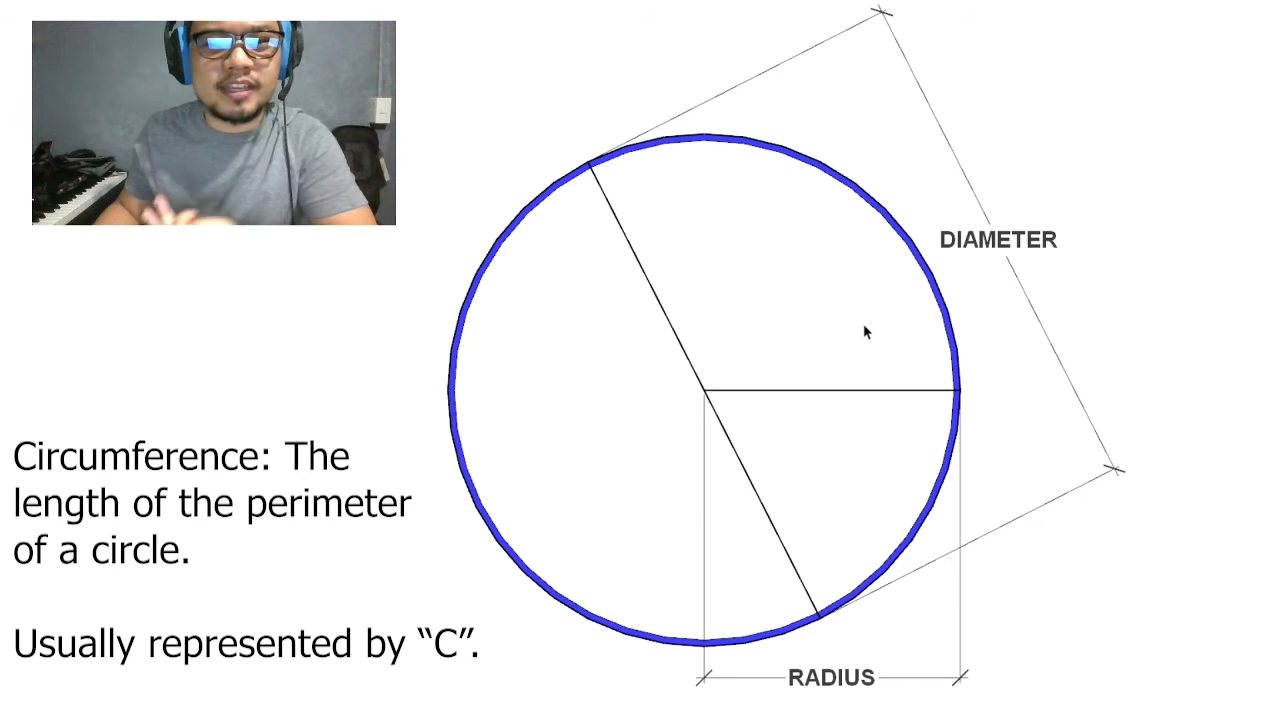 DIAMETER
Circumference: The
length of the perimeter
of a circle.
Usually represented by “C”.
RADIUS